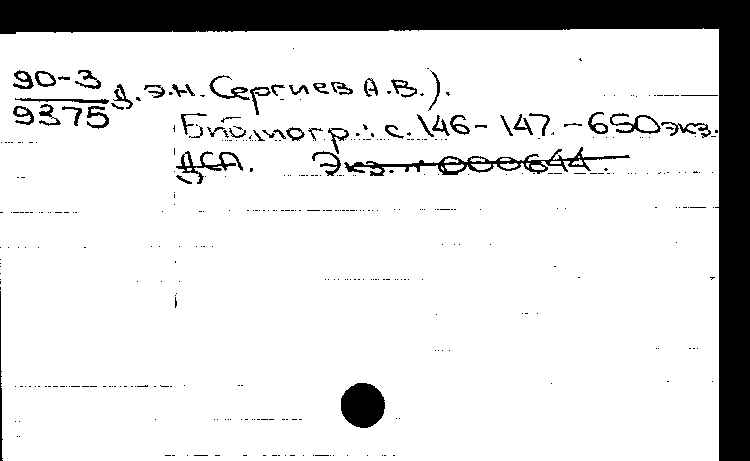 90-3
9375
д.э.н. Сергиев А.В.).
Библиогр.: с. 146-147. - 650 экз.
ДСА. Экз. № 000644.